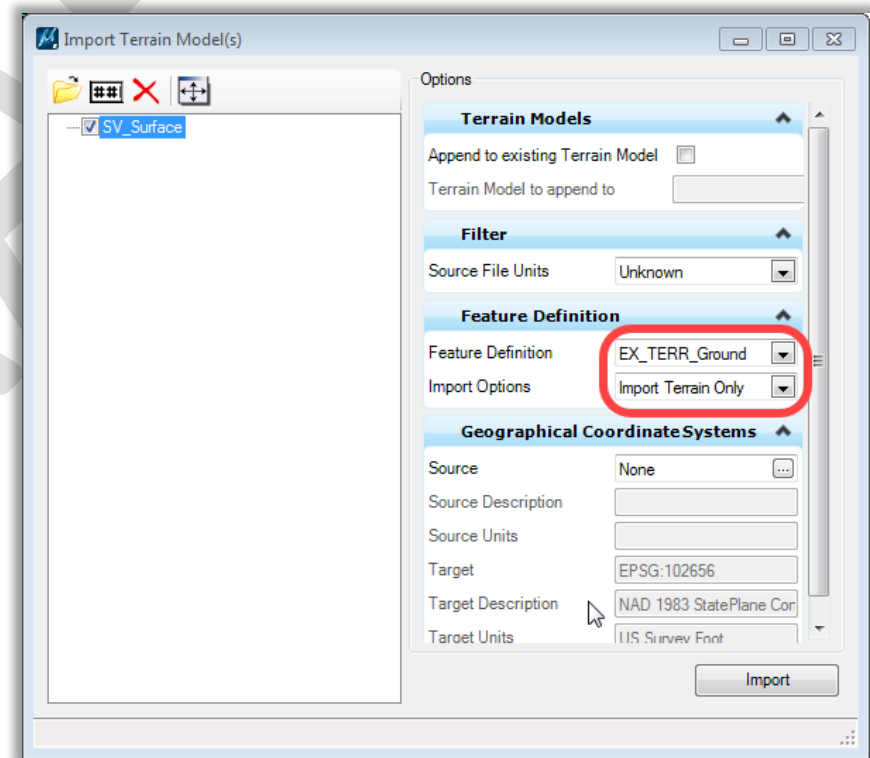 Import Terrain Model(s)
##
SV_Surface
Options
Terrain Models
Append to existing Terrain Model
Terrain Model to append to
Filter
Source File Units Unknown
Feature Definition
Feature Definition EX_TERR_Ground
Import Options Import Terrain Only
Geographical Coordinate Systems
Source None ...
Source Description
Source Units
Target EPSG:102656
Target Description NAD 1983 StatePlane Cor
Target Units US Survey Foot
Import